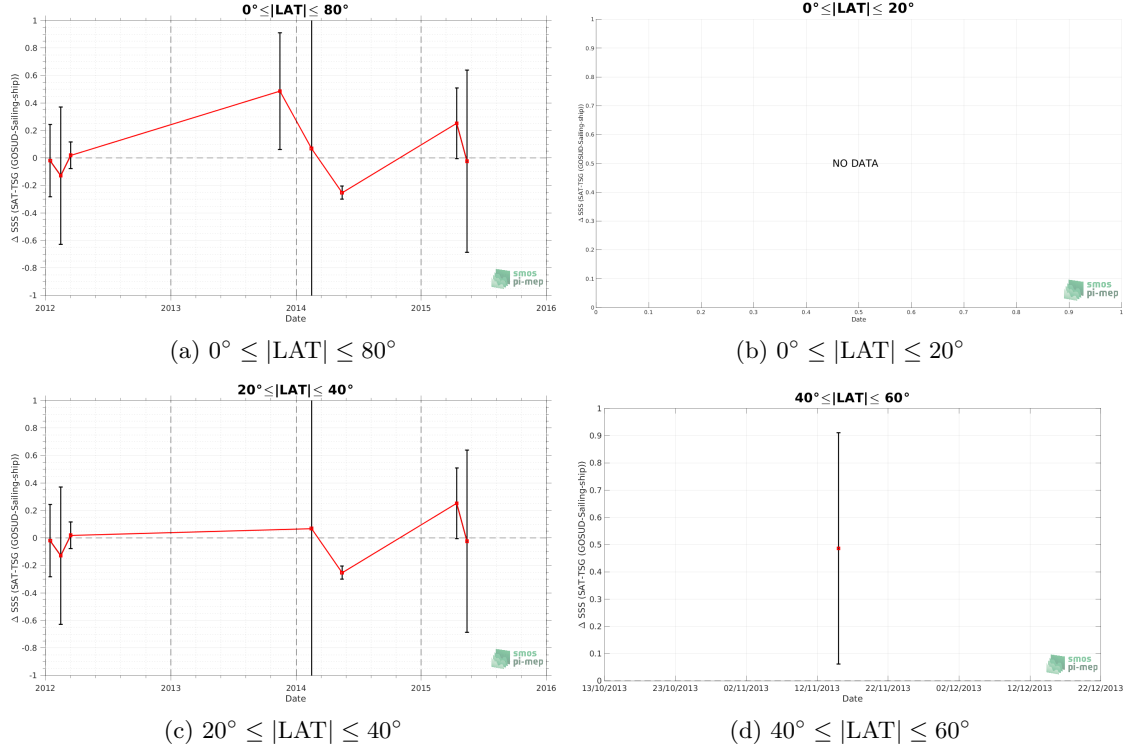 0°≤|LAT|≤ 80°
Δ SSS (SAT-TSG (GOSUD-Sailing-ship))
1
0.8
0.6
0.4
0.2
0
-0.2
-0.4
-0.6
-0.8
-1
2012
2013
2014
2015
2016
Date
smos
pi-mep
(a) 0° ≤ |LAT| ≤ 80°
0°≤|LAT|≤ 20°
Δ SSS (SAT-TSG (GOSUD-Sailing-ship))
1
0.9
0.8
0.7
0.6
0.5
0.4
0.3
0.2
0.1
0
NO DATA
0
0.1
0.2
0.3
0.4
0.5
0.6
0.7
0.8
0.9
1
Date
smos
pi-mep
(b) 0° ≤ |LAT| ≤ 20°
20°≤|LAT|≤ 40°
Δ SSS (SAT-TSG (GOSUD-Sailing-ship))
1
0.8
0.6
0.4
0.2
0
-0.2
-0.4
-0.6
-0.8
-1
2012
2013
2014
2015
2016
Date
smos
pi-mep
(c) 20° ≤ |LAT| ≤ 40°
40°≤|LAT|≤ 60°
Δ SSS (SAT-TSG (GOSUD-Sailing-ship))
1
0.9
0.8
0.7
0.6
0.5
0.4
0.3
0.2
0.1
0
13/10/2013
23/10/2013
02/11/2013
12/11/2013
22/11/2013
02/12/2013
12/12/2013
22/12/2013
Date
smos
pi-mep
(d) 40° ≤ |LAT| ≤ 60°